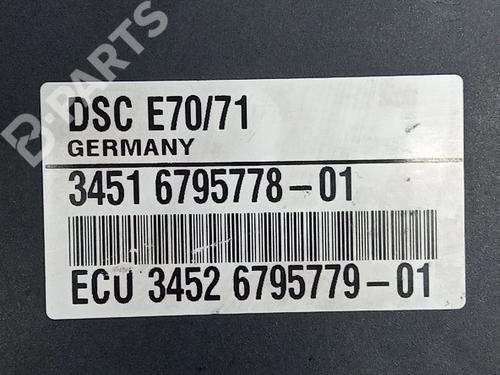 B-PARTS
DSC E70/71
GERMANY
3451 6795778-01
ECU 3452 6795779-01